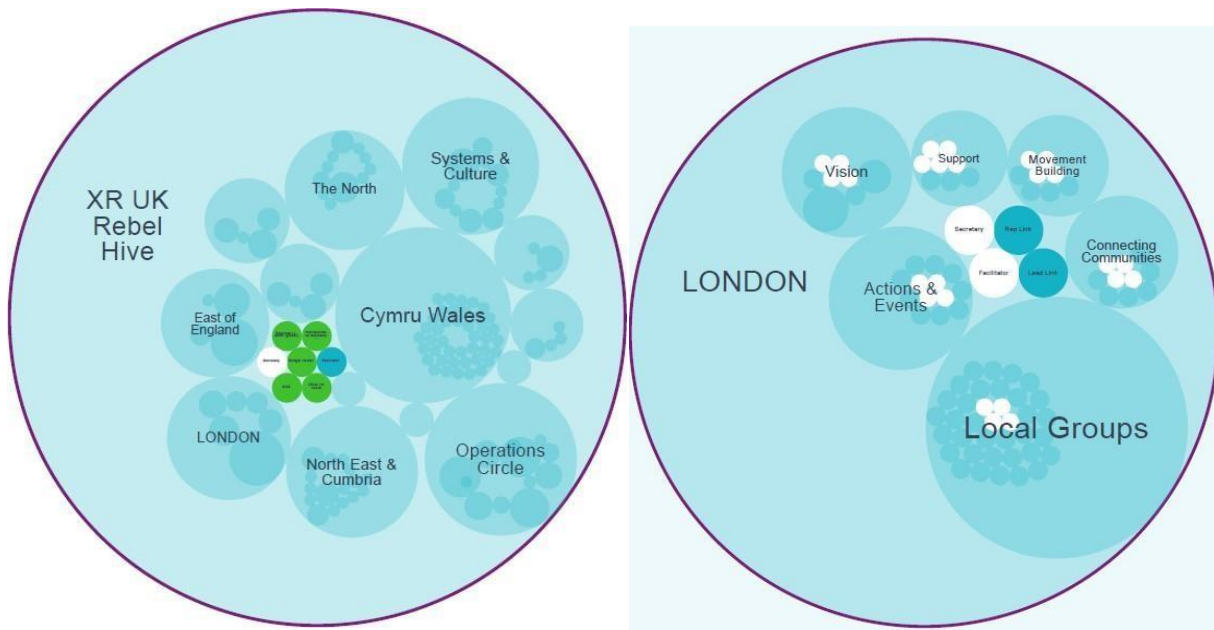 XR UK
Rebel
Hive
The North
Systems &
Culture
East of
England
Cymru Wales
LONDON
North East &
Cumbria
Operations
Circle
LONDON
Vision
Support
Movement
Building
Secretary
Rep Link
Facilitator
Lead Link
Connecting
Communities
Actions &
Events
Local Groups